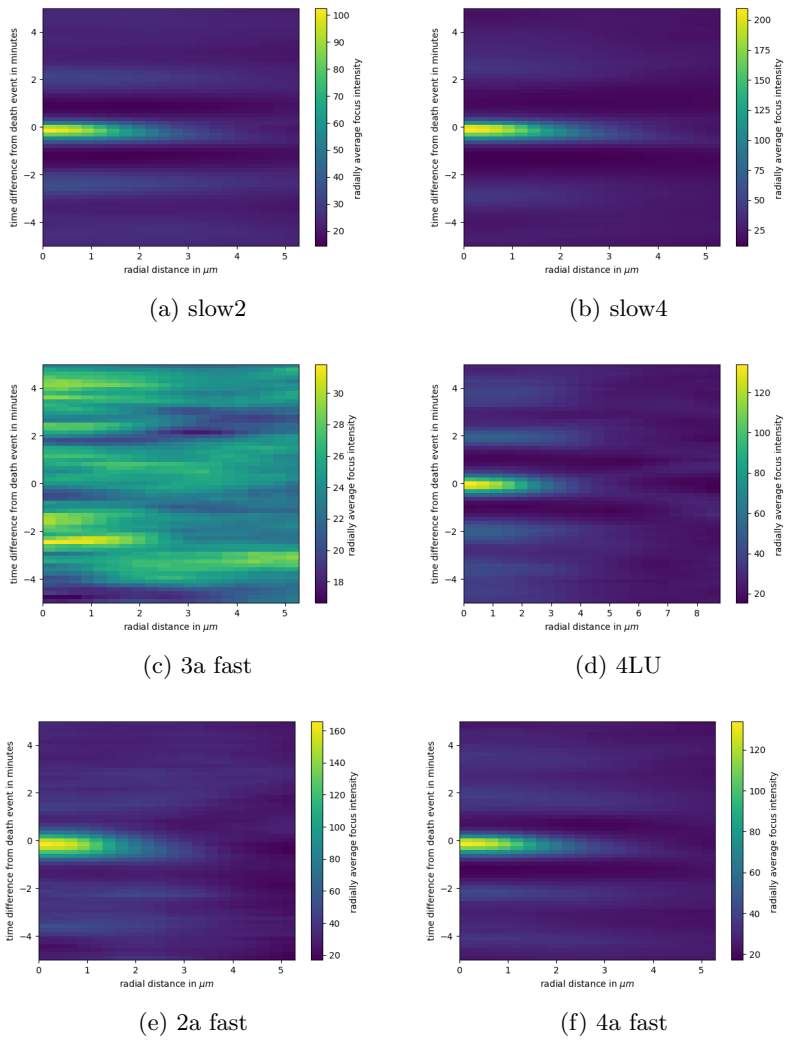 4
2
0
−2
−4
time difference from death event in minutes
0 1 2 3 4 5
radial distance in μm
100
90
80
70
60
50
40
30
20
radially average focus intensity
(a) slow2
4
2
0
−2
−4
time difference from death event in minutes
0 1 2 3 4 5
radial distance in μm
200
175
150
125
100
75
50
25
radially average focus intensity
(b) slow4
4
2
0
−2
−4
time difference from death event in minutes
0 1 2 3 4 5
radial distance in μm
30
28
26
24
22
20
18
radially average focus intensity
(c) 3a fast
4
2
0
−2
−4
time difference from death event in minutes
0 1 2 3 4 5 6 7 8
radial distance in μm
120
100
80
60
40
20
radially average focus intensity
(d) 4LU
4
2
0
−2
−4
time difference from death event in minutes
0 1 2 3 4 5
radial distance in μm
160
140
120
100
80
60
40
20
radially average focus intensity
(e) 2a fast
4
2
0
−2
−4
time difference from death event in minutes
0 1 2 3 4 5
radial distance in μm
120
100
80
60
40
20
radially average focus intensity
(f) 4a fast